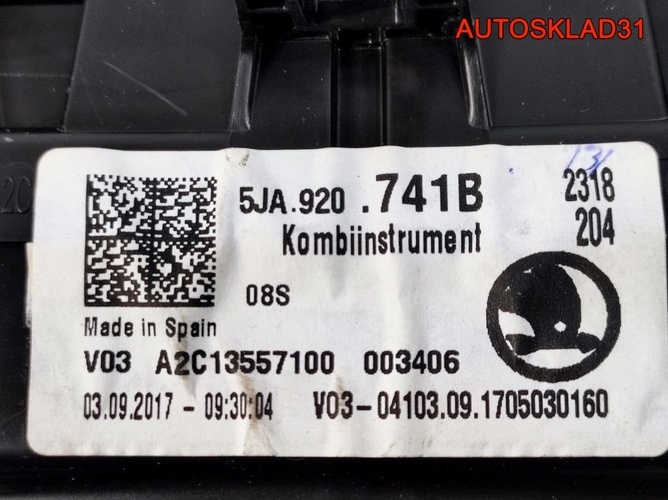 AUTOSKLAD31
5JA.920 .741B 2318
Kombiinstrument 204
08S
Made in Spain
V03 A2C13557100 003406
03.09.2017 - 09:30:04 V03-04103.09.1705030160